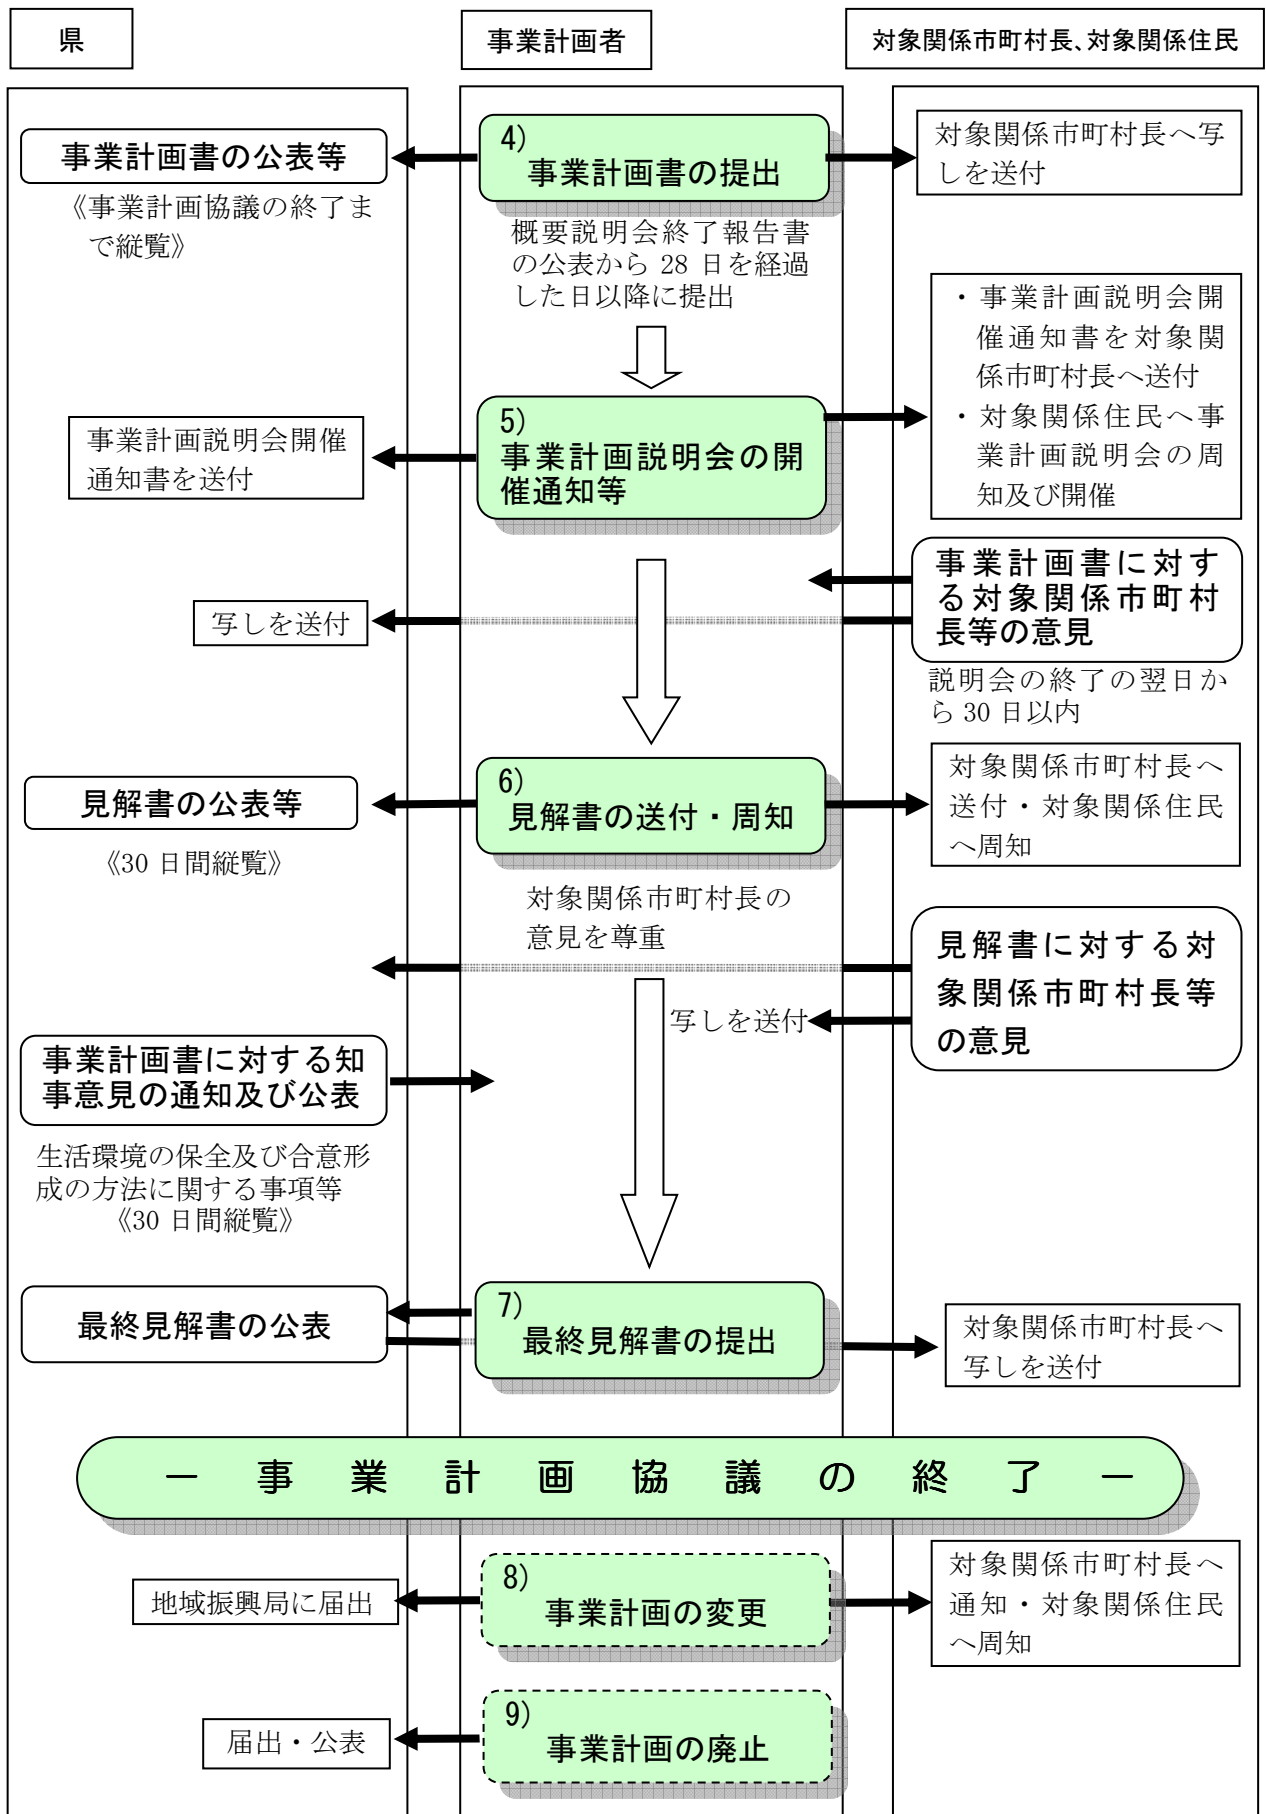 県
事業計画者
対象関係市町村長、対象関係住民
事業計画書の公表等
《事業計画協議の終了ま
で縦覧》
4)
事業計画書の提出
概要説明会終了報告書
の公表から 28 日を経過
した日以降に提出
対象関係市町村長へ写
しを送付
事業計画説明会開催
通知書を送付
5)
事業計画説明会の開
催通知等
・事業計画説明会開
催通知書を対象関
係市町村長へ送付
・対象関係住民へ事
業計画説明会の周
知及び開催
写しを送付
事業計画書に対す
る対象関係市町村
長等の意見
説明会の終了の翌日か
ら 30 日以内
見解書の公表等
《30 日間縦覧》
6)
見解書の送付・周知
対象関係市町村長の
意見を尊重
対象関係市町村長へ
送付・対象関係住民
へ周知
見解書に対する対
象関係市町村長等
の意見
写しを送付
事業計画書に対する知
事意見の通知及び公表
生活環境の保全及び合意形
成の方法に関する事項等
《30 日間縦覧》
最終見解書の公表
7)
最終見解書の提出
対象関係市町村長へ
写しを送付
－ 事 業 計 画 協 議 の 終 了 －
地域振興局に届出
8)
事業計画の変更
対象関係市町村長へ
通知・対象関係住民
へ周知
届出・公表
9)
事業計画の廃止